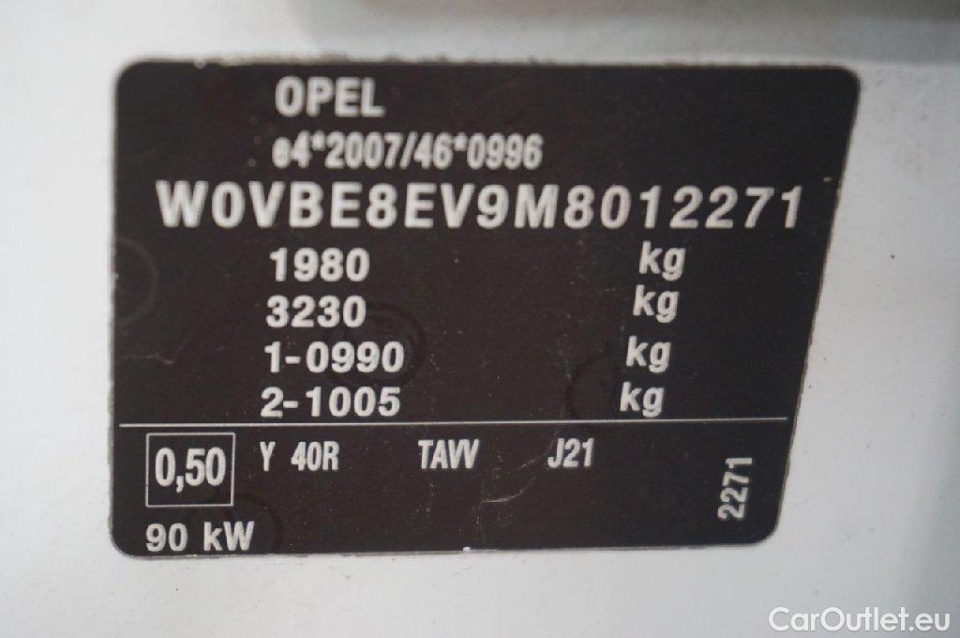 OPEL
e4*2007/46*0996
W0VBE8EV9M8012271
1980 kg
3230 kg
1-0990 kg
2-1005 kg
0,50 Y 40R TAVV J21
2271
90 kW
CarOutlet.eu